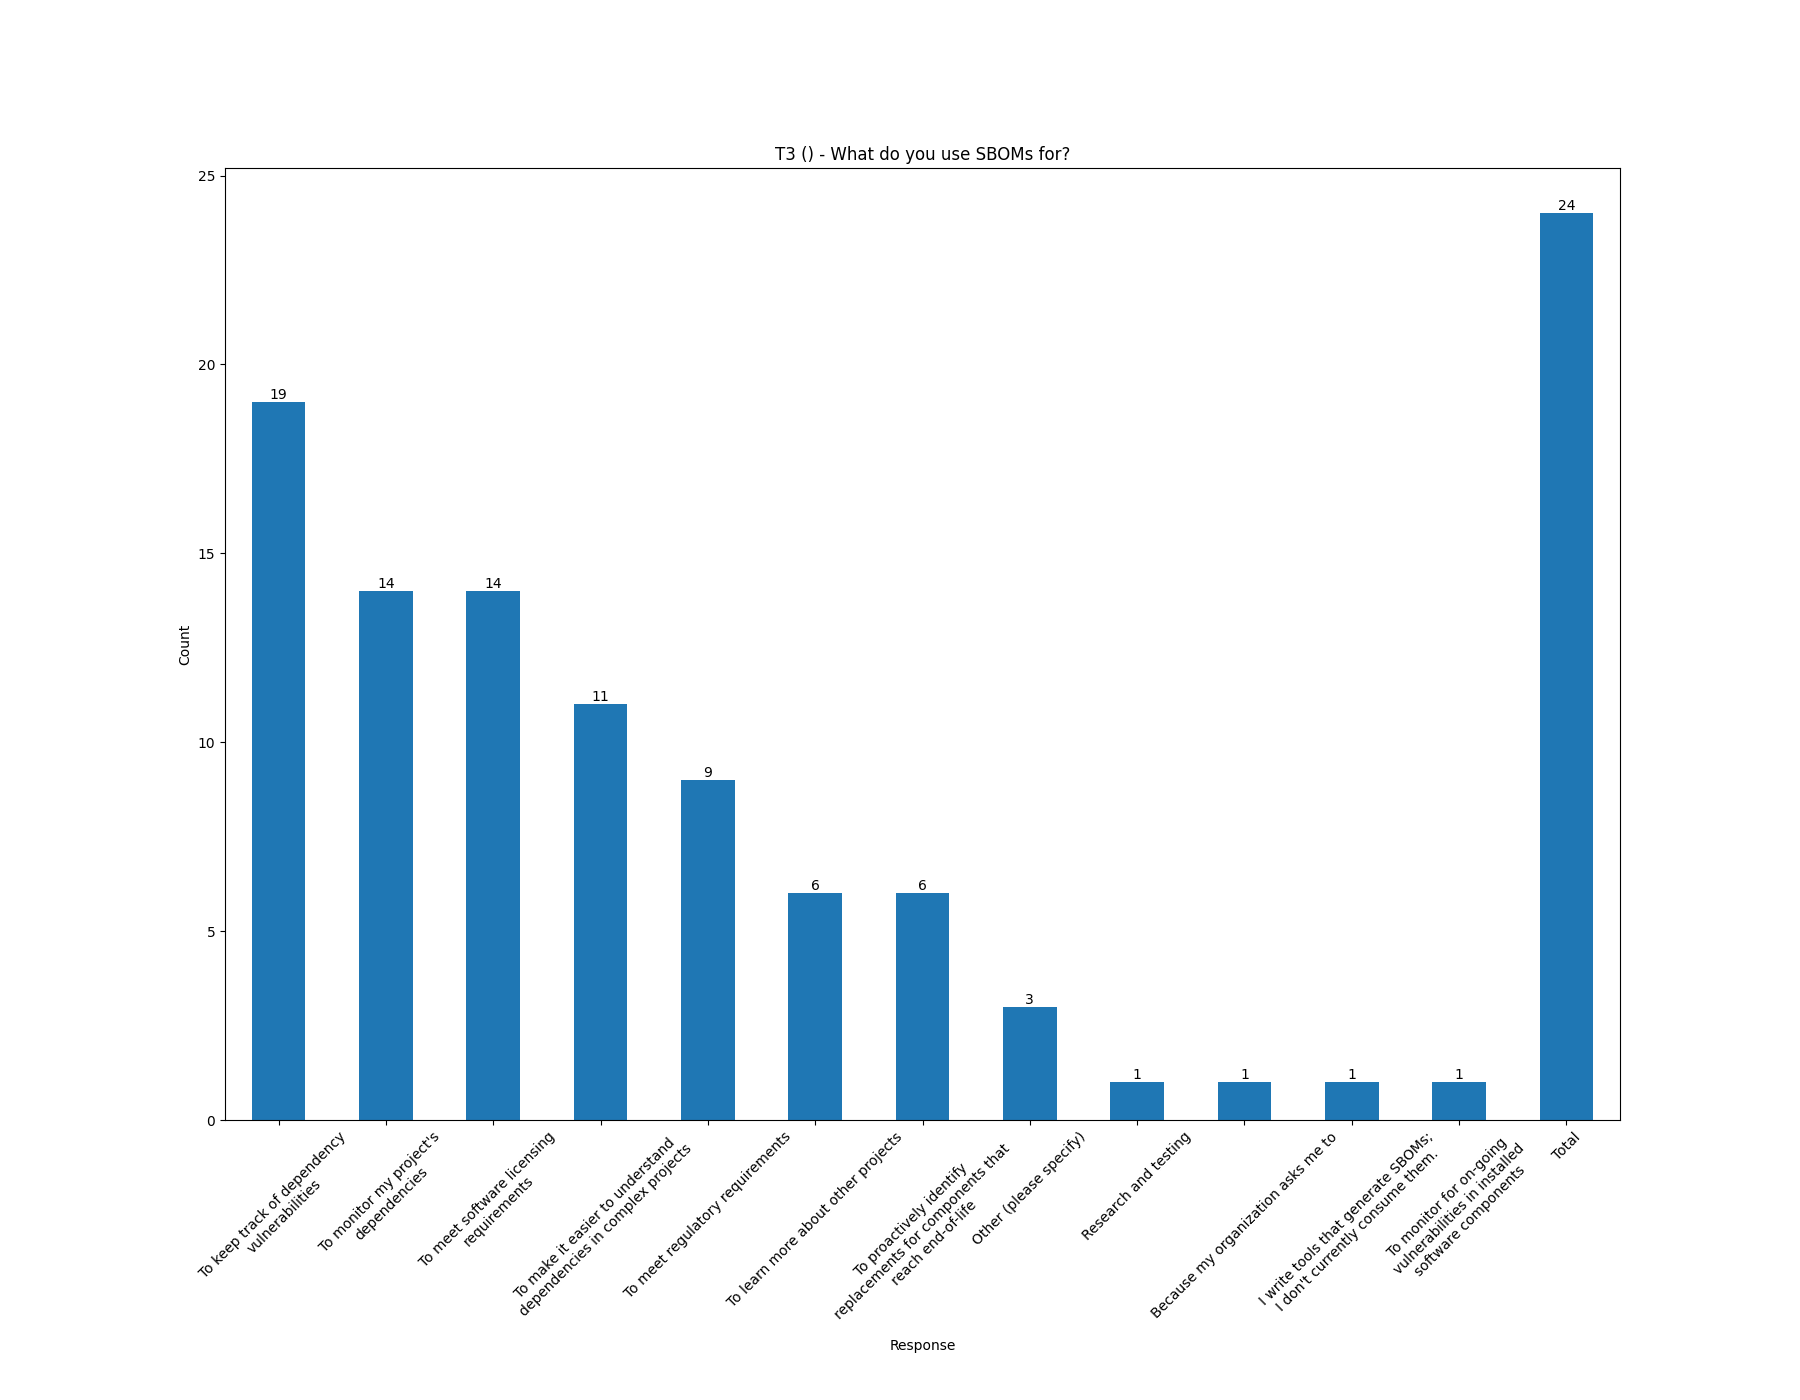 T3 () - What do you use SBOMs for?
25
20
15
10
5
0
Count
19
14
14
11
9
6
6
3
1
1
1
1
24
To keep track of dependency
vulnerabilities
To monitor my project's
dependencies
To meet software licensing
requirements
To make it easier to understand
dependencies in complex projects
To meet regulatory requirements
To learn more about other projects
To proactively identify
replacements for components that
reach end-of-life
Other (please specify)
Research and testing
Because my organization asks me to
I write tools that generate SBOMs;
I don't currently consume them.
To monitor for on-going
vulnerabilities in installed
software components
Total
Response